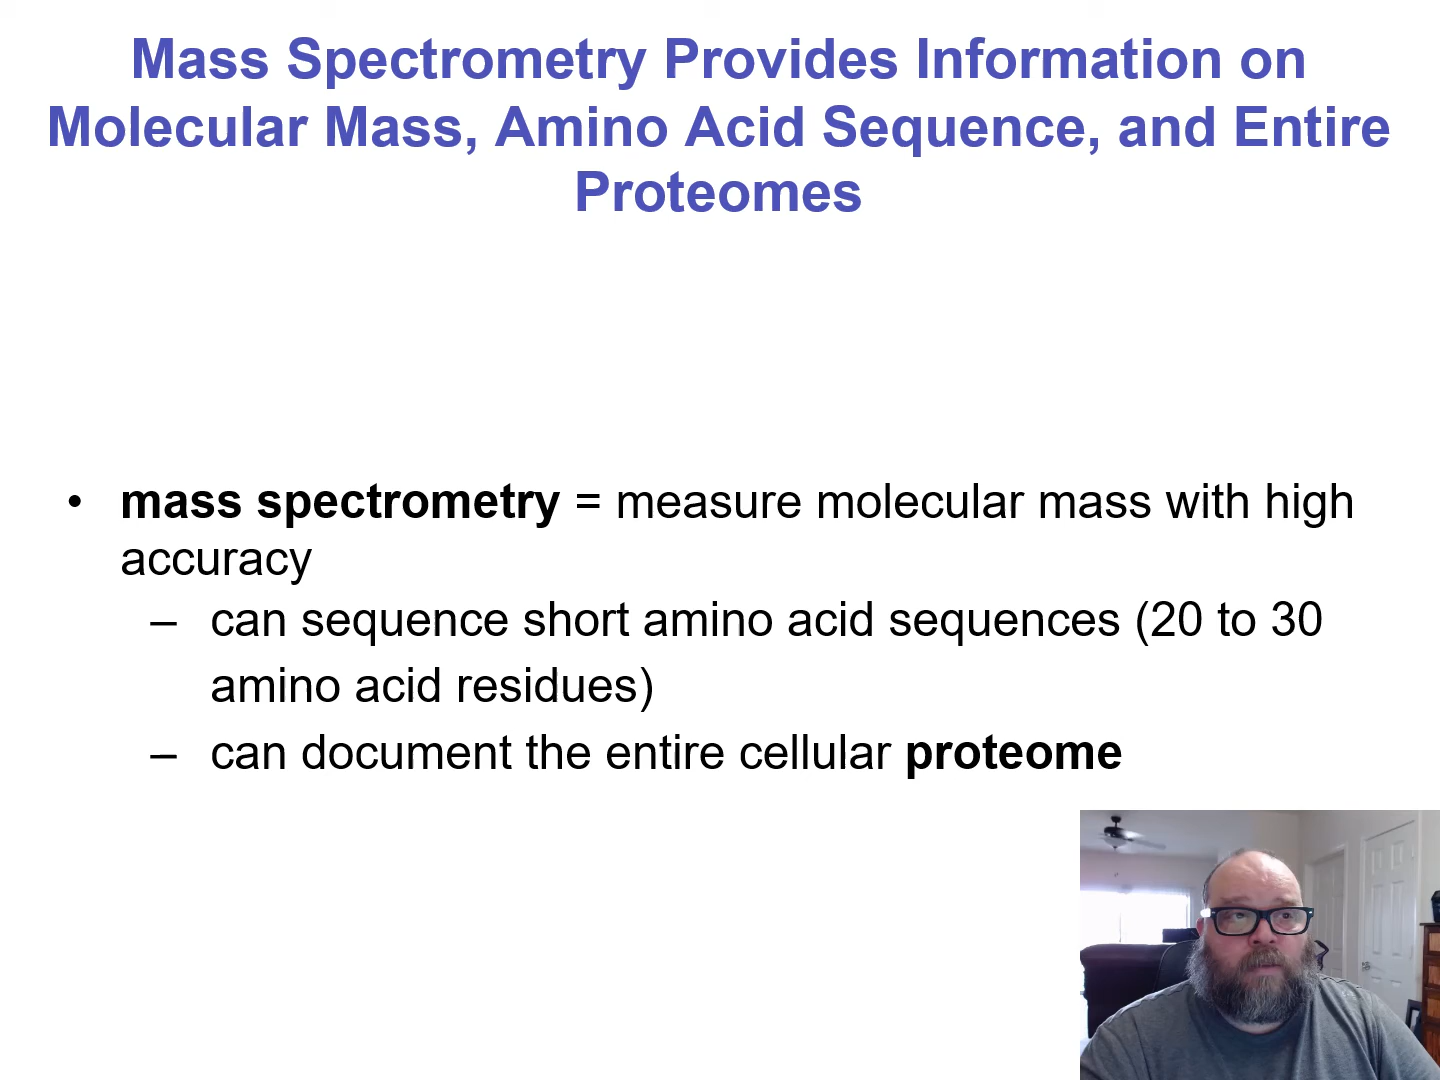 Mass Spectrometry Provides Information on
Molecular Mass, Amino Acid Sequence, and Entire
Proteomes
• mass spectrometry = measure molecular mass with high
accuracy
– can sequence short amino acid sequences (20 to 30
amino acid residues)
– can document the entire cellular proteome